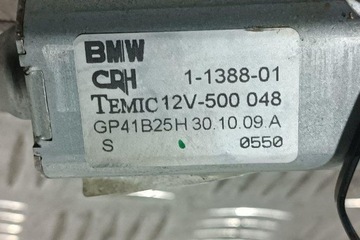 BMW
CRH 1-1388-01
TEMIC 12V-500 048
GP41B25H 30.10.09 A
S 0550